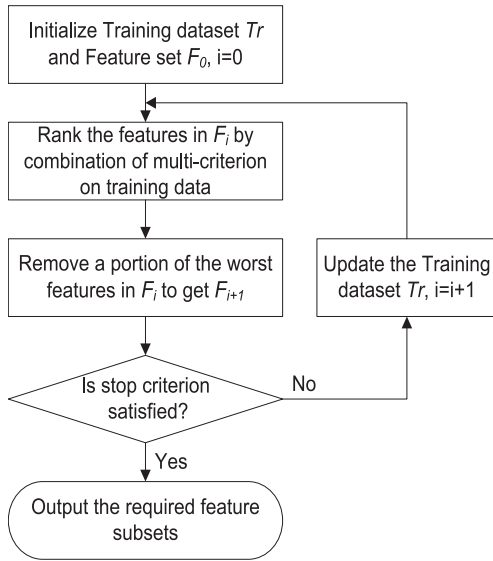 Initialize Training dataset Tr
and Feature set F0, i=0
Rank the features in Fi by
combination of multi-criterion
on training data
Remove a portion of the worst
features in Fi to get Fi+1
Update the Training
dataset Tr, i=i+1
Is stop criterion
satisfied?
No
Yes
Output the required feature
subsets